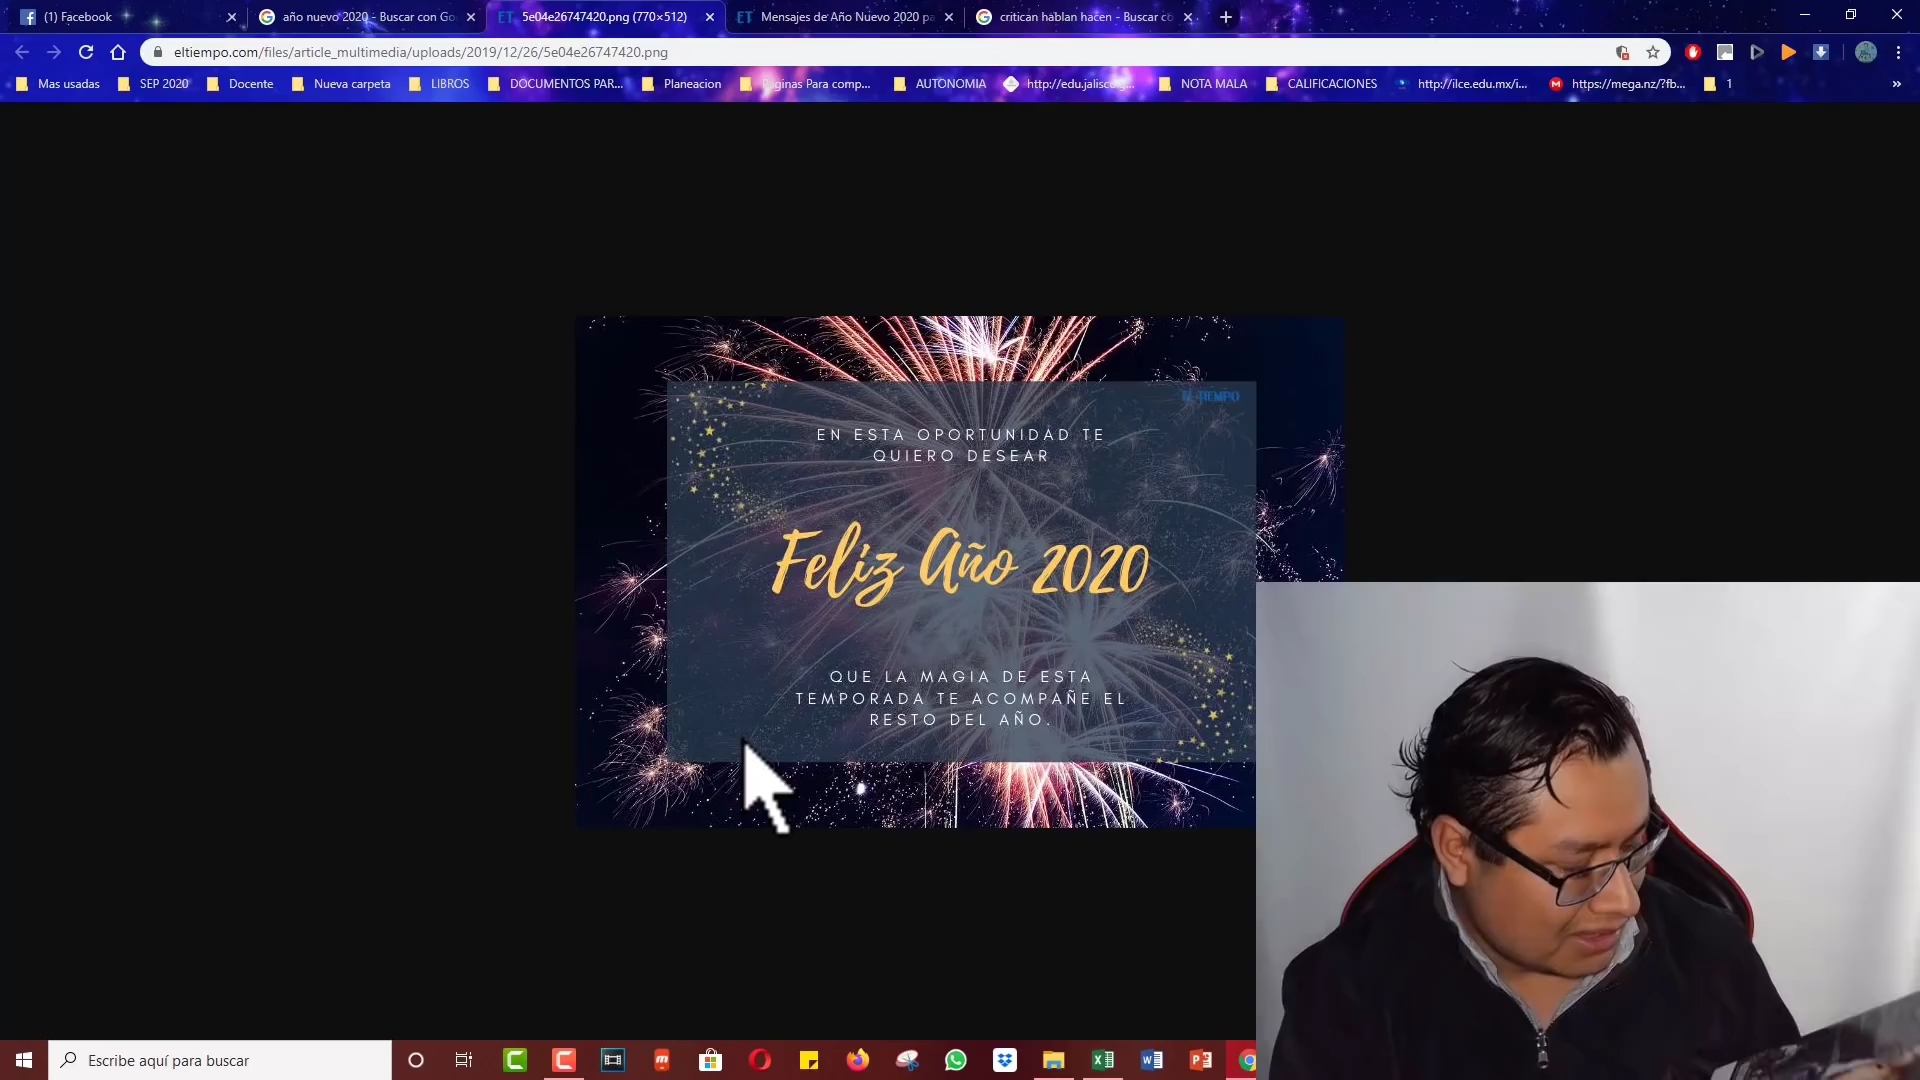 (1) Facebook
año nuevo 2020 - Buscar con Go
5e04e26747420.png (770×512)
Mensajes de Año Nuevo 2020 pa
critican hablan hacen - Buscar co
eltiempo.com/files/article_multimedia/uploads/2019/12/26/5e04e26747420.png
Mas usadas
SEP 2020
Docente
Nueva carpeta
LIBROS
DOCUMENTOS PAR...
Planeacion
Paginas Para comp...
AUTONOMIA
http://edu.jalisco.g...
NOTA MALA
CALIFICACIONES
http://ilce.edu.mx/i...
https://mega.nz/?fb...
1
EL TIEMPO
EN ESTA OPORTUNIDAD TE
QUIERO DESEAR
Feliz Año 2020
QUE LA MAGIA DE ESTA
TEMPORADA TE ACOMPAÑE EL
RESTO DEL AÑO.
Escribe aquí para buscar